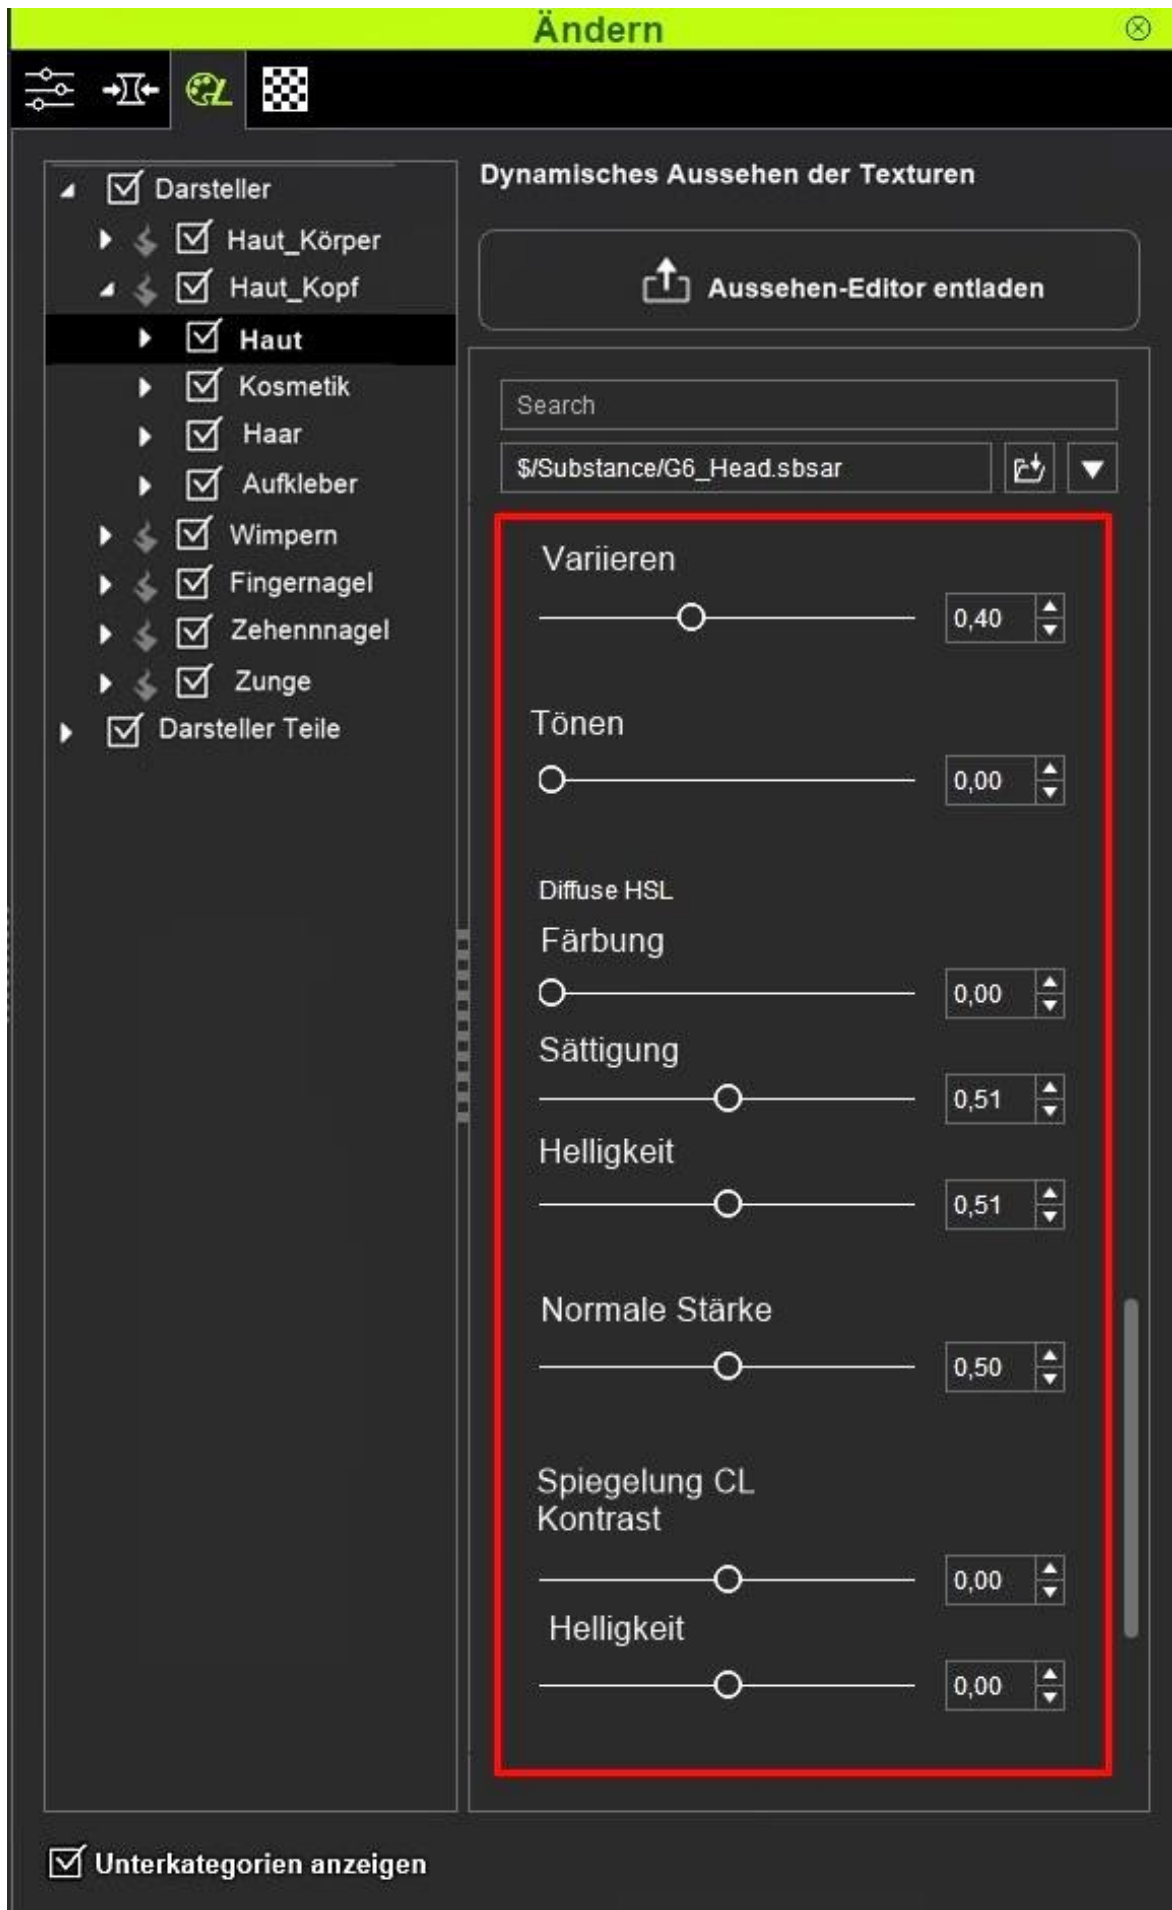 Ändern
Darsteller
Haut_Körper
Haut_Kopf
Haut
Kosmetik
Haar
Aufkleber
Wimpern
Fingernagel
Zehennnagel
Zunge
Darsteller Teile
Dynamisches Aussehen der Texturen
Aussehen-Editor entladen
Search
$/Substance/G6_Head.sbsar
Variieren
0,40
Tönen
0,00
Diffuse HSL
Färbung
0,00
Sättigung
0,51
Helligkeit
0,51
Normale Stärke
0,50
Spiegelung CL
Kontrast
0,00
Helligkeit
0,00
Unterkategorien anzeigen